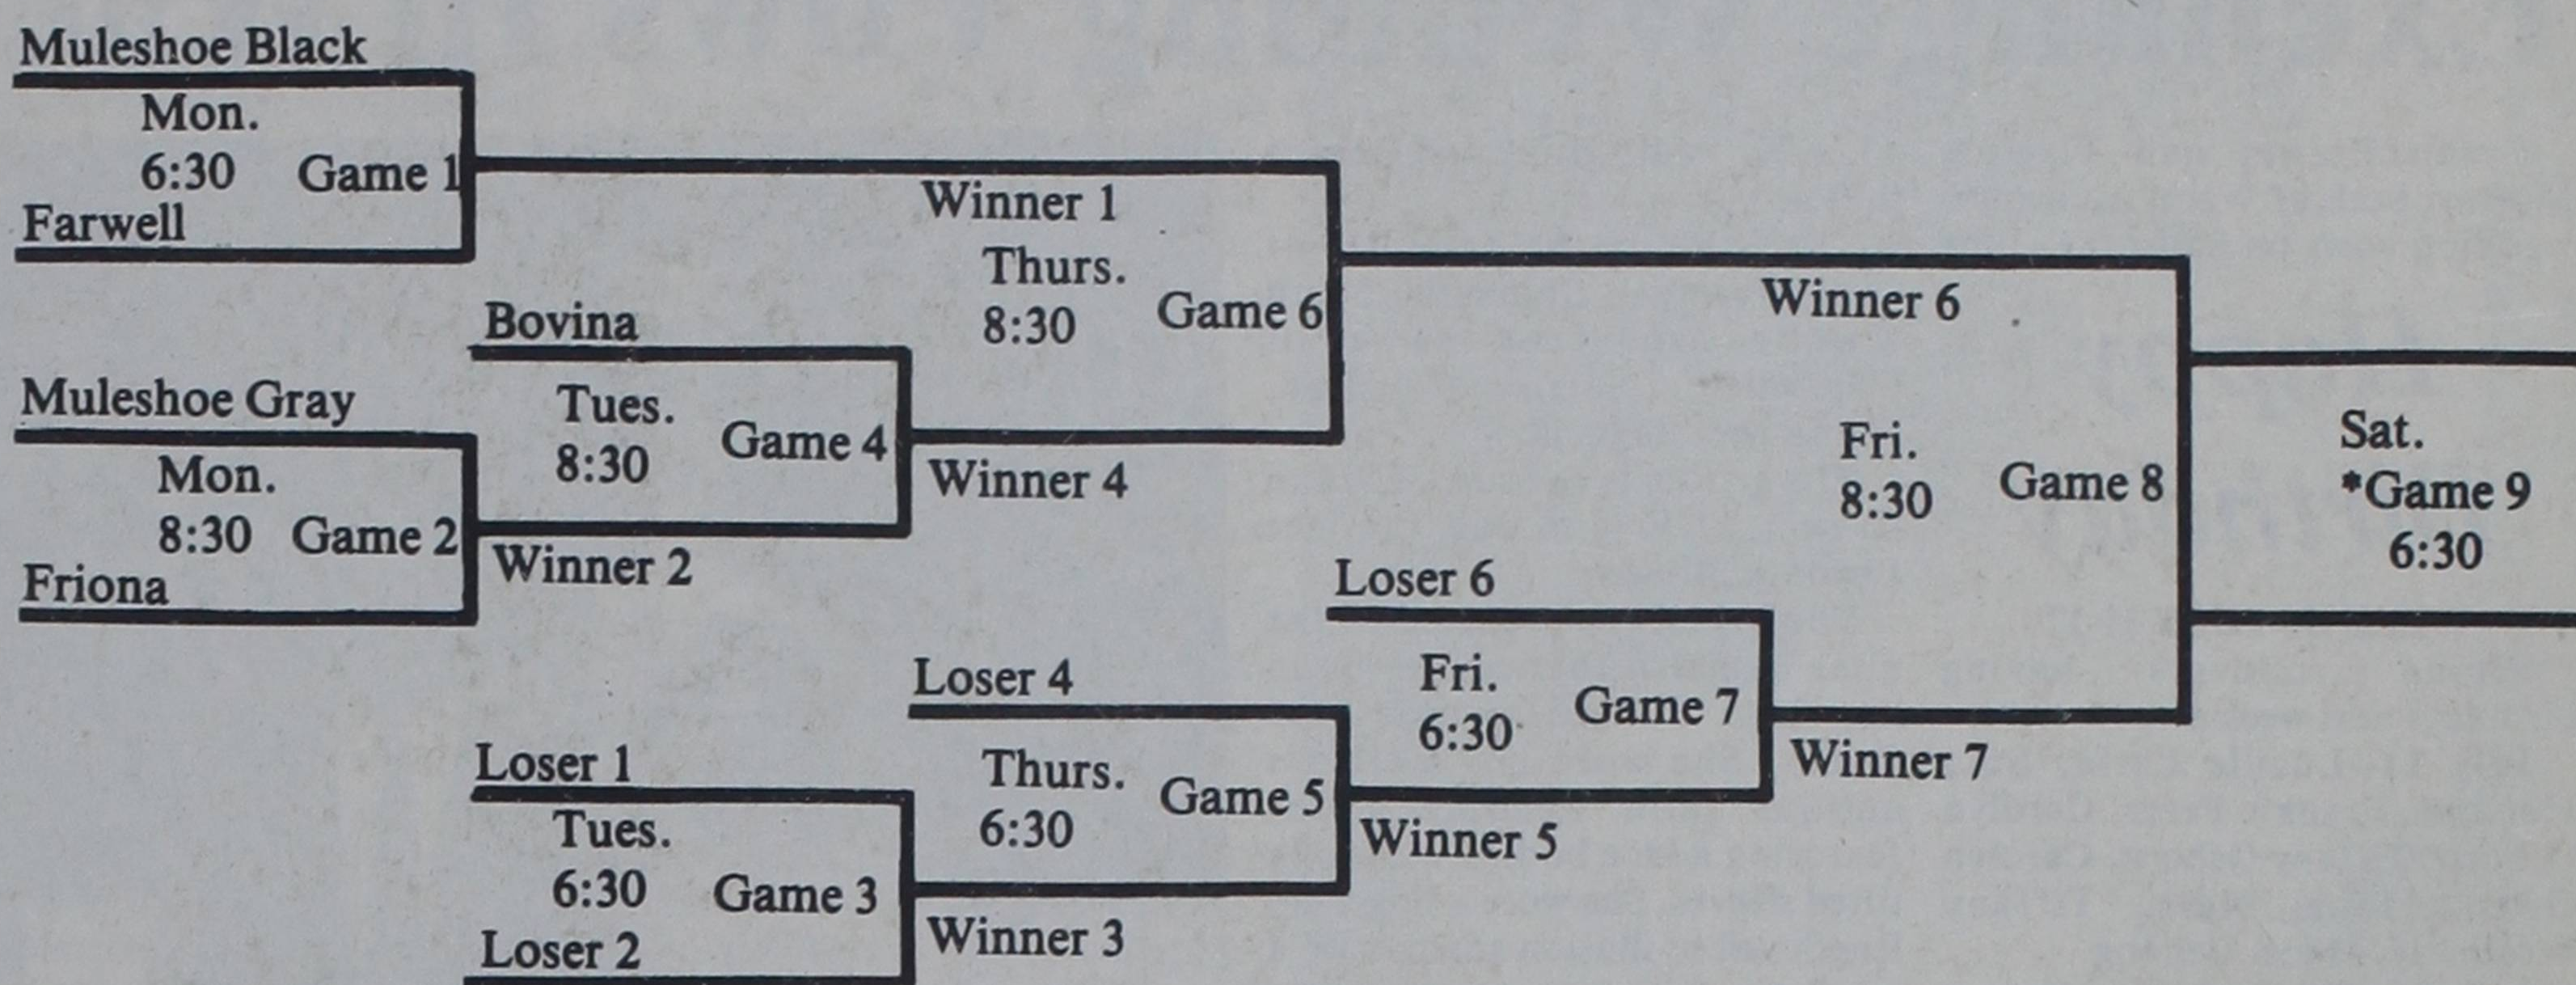 Muleshoe Black
Mon.
6:30 Game 1
Farwell
Winner 1
Thurs.
8:30 Game 6
Winner 6
Bovina
Tues.
8:30 Game 4
Winner 4
Muleshoe Gray
Mon.
8:30 Game 2
Friona
Winner 2
Fri.
8:30 Game 8
Sat.
*Game 9
6:30
Loser 6
Fri.
6:30 Game 7
Winner 7
Loser 4
Thurs.
6:30 Game 5
Winner 5
Loser 1
Tues.
6:30 Game 3
Loser 2
Winner 3